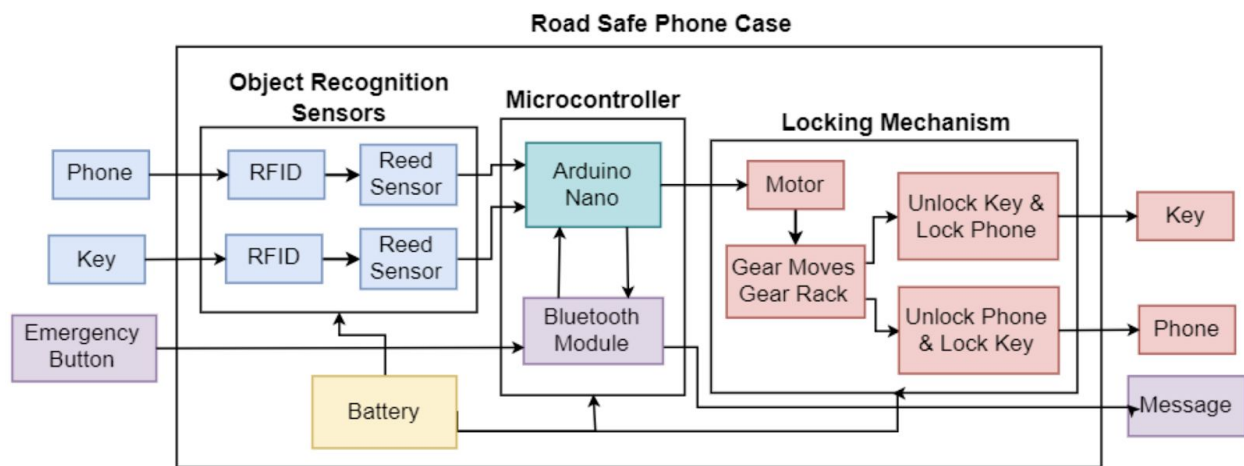 Road Safe Phone Case
Object Recognition
Sensors
Microcontroller
Locking Mechanism
Phone
RFID
Reed
Sensor
Arduino
Nano
Motor
Unlock Key &
Lock Phone
Key
Key
RFID
Reed
Sensor
Gear Moves
Gear Rack
Emergency
Button
Bluetooth
Module
Unlock Phone
& Lock Key
Phone
Battery
Message